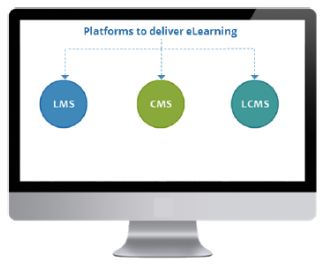 Platforms to deliver eLearning
LMS
CMS
LCMS